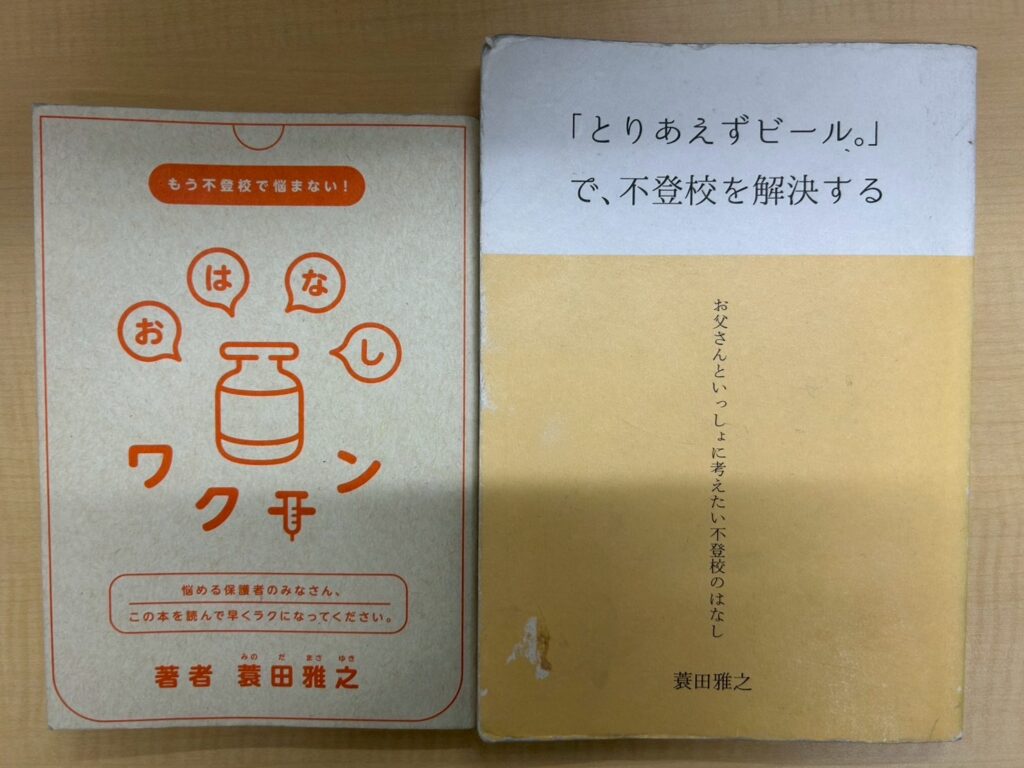 もう不登校で悩まない！
おはなし
ワクチン
悩める保護者のみなさん、
この本を読んで早くラクになってください。
みのだまさゆき
著者 蓑田雅之
「とりあえずビール。」
で、不登校を解決する
お父さんといっしょに考えたい不登校のはなし
蓑田雅之